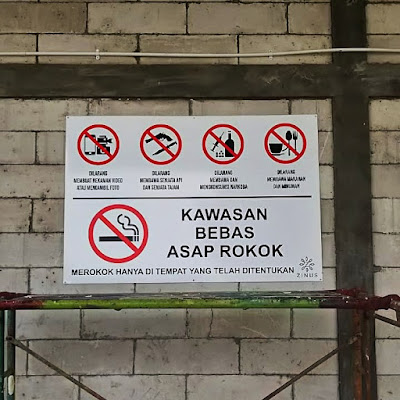 DILARANG
MEMBUAT REKAMAN VIDEO
ATAU MENGAMBIL FOTO
DILARANG
MEMBAWA SENJATA API
DAN SENJATA TAJAM
DILARANG
MEMBAWA DAN
MENGKONSUMSI NARKOBA
DILARANG
MEMBAWA MAKANAN
DAN MINUMAN
KAWASAN
BEBAS
ASAP ROKOK
MEROKOK HANYA DI TEMPAT YANG TELAH DITENTUKAN
ZINUS